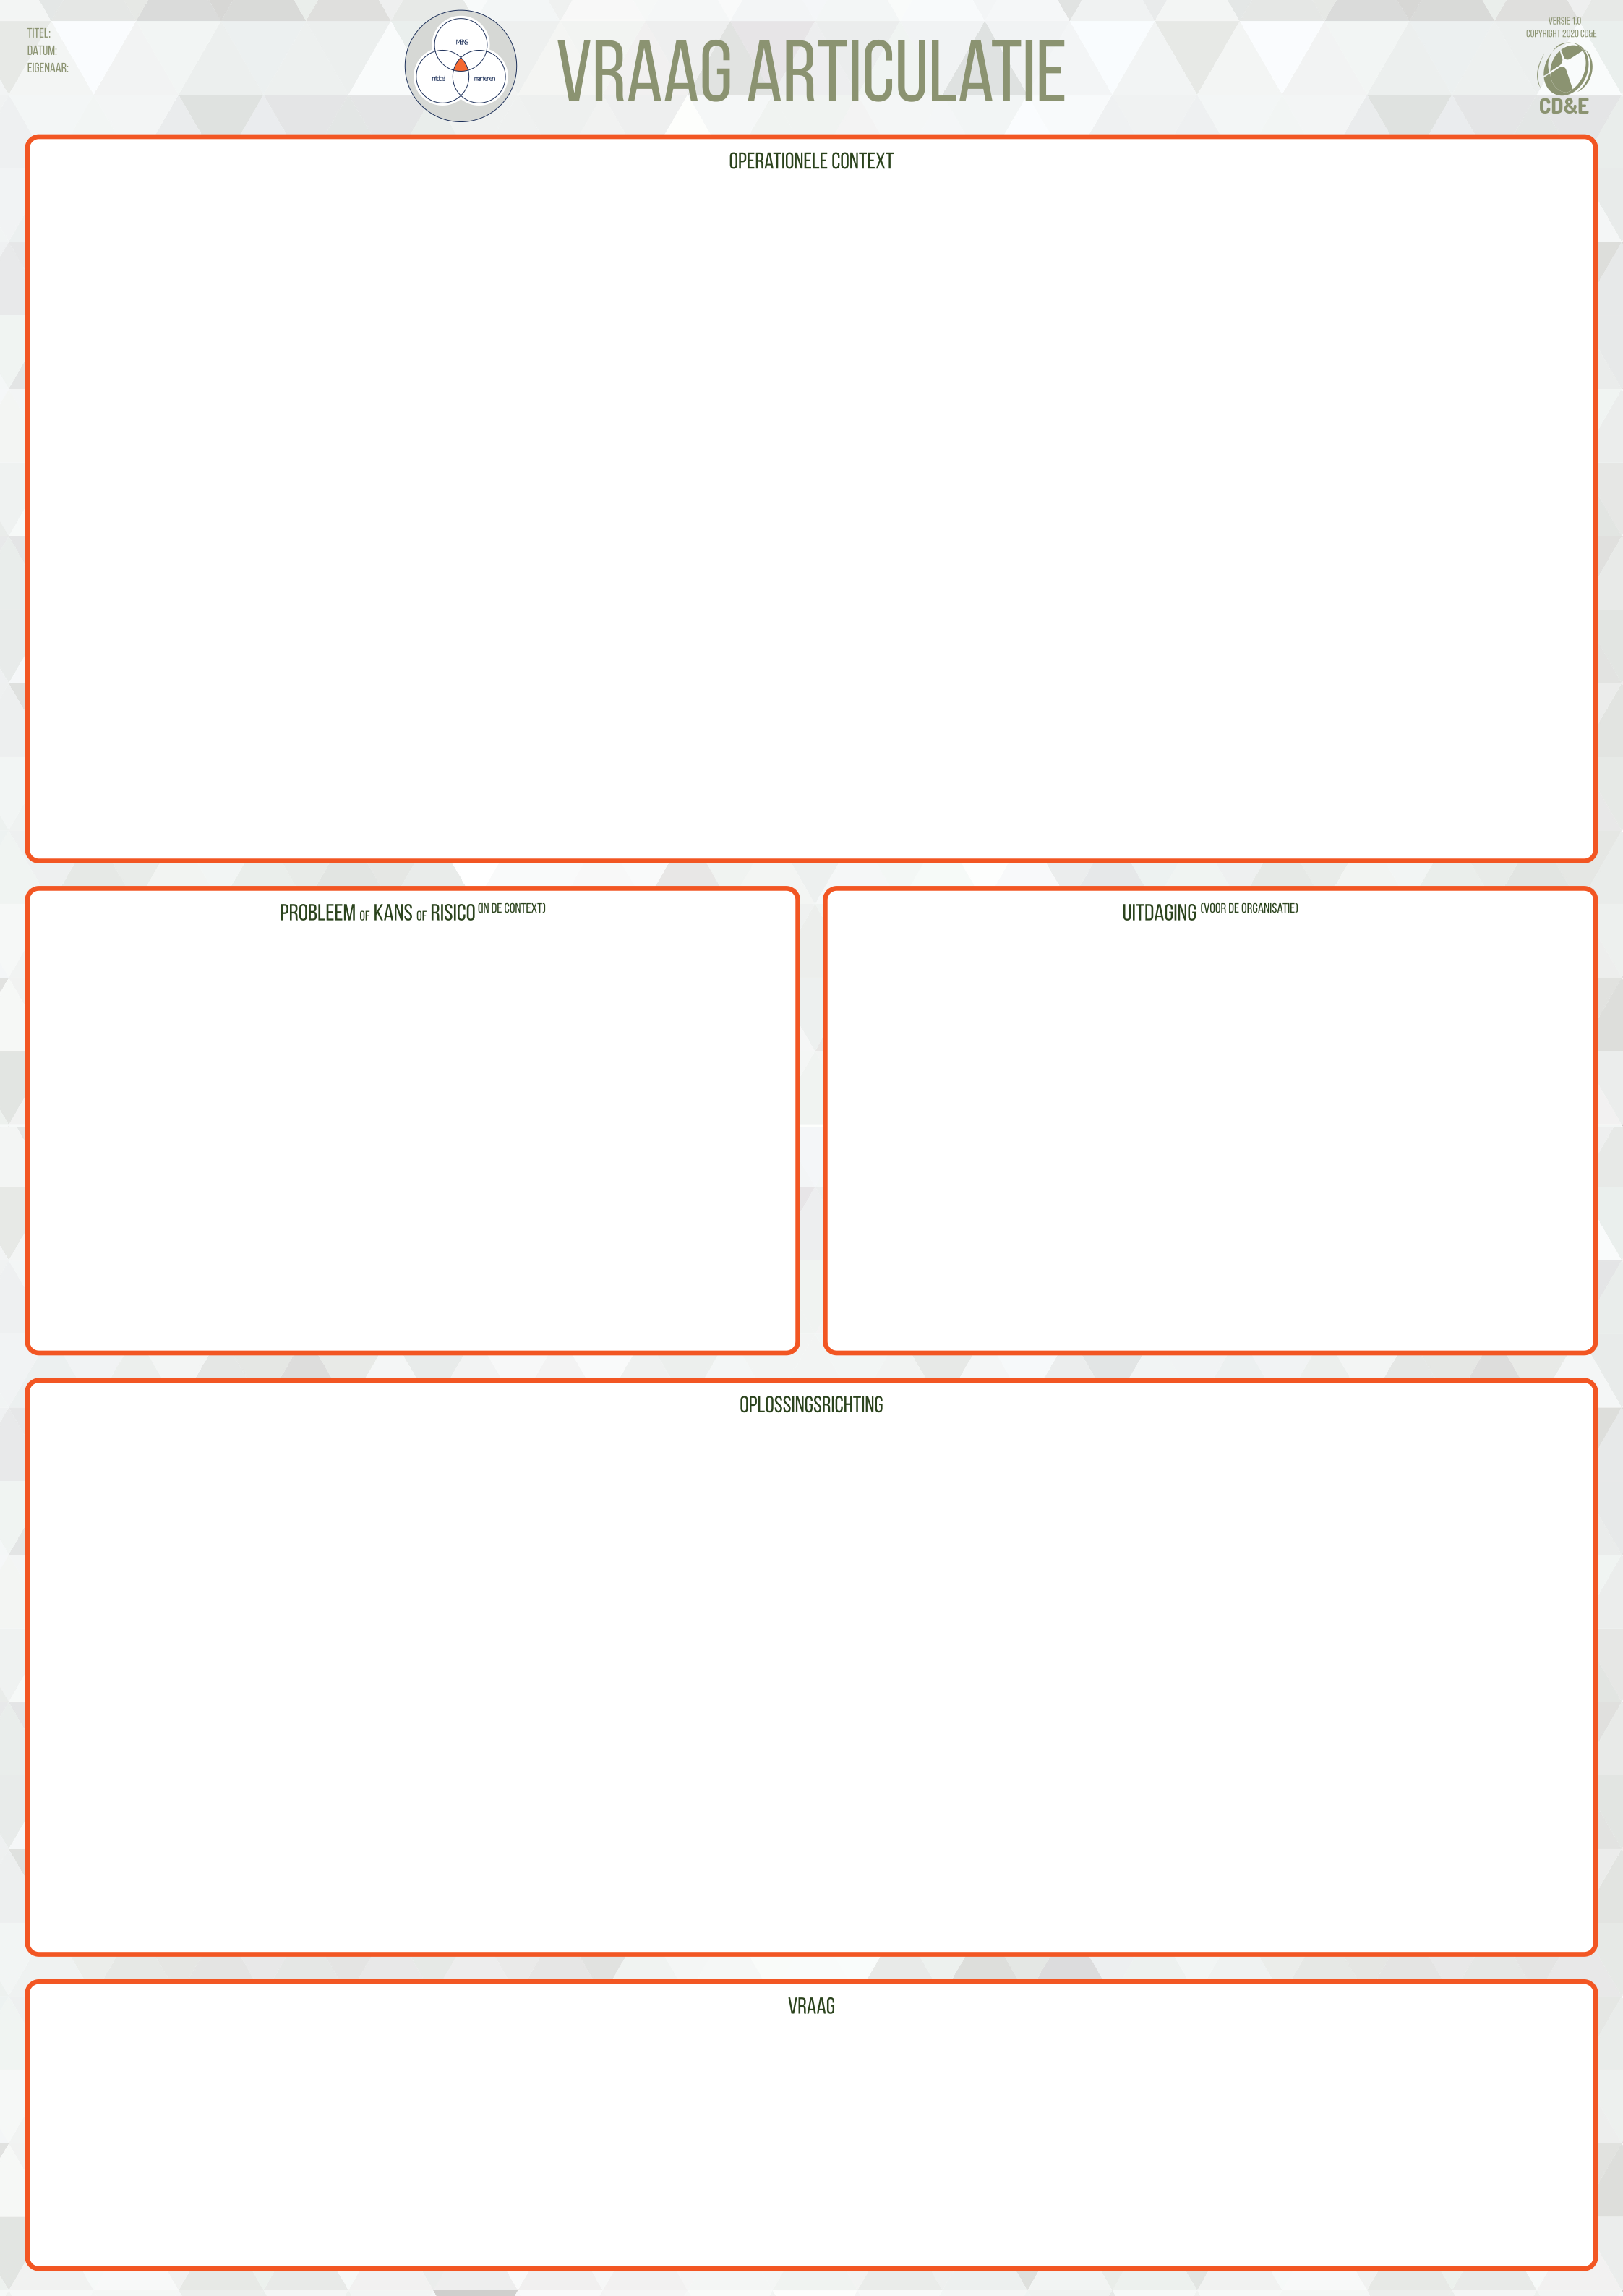 TITEL:
DATUM:
EIGENAAR:
MENS
middel
manieren
VRAAG ARTICULATIE
VERSIE 1.0
COPYRIGHT 2020 CD&E
CD&E
OPERATIONELE CONTEXT
PROBLEEM OF KANS OF RISICO (IN DE CONTEXT)
UITDAGING (VOOR DE ORGANISATIE)
OPLOSSINGSRICHTING
VRAAG